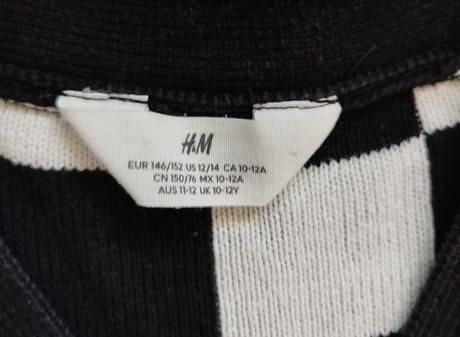 H&M
EUR 146/152 US 12/14 CA 10-12A
CN 150/76 MX 10-12A
AUS 11-12 UK 10-12Y